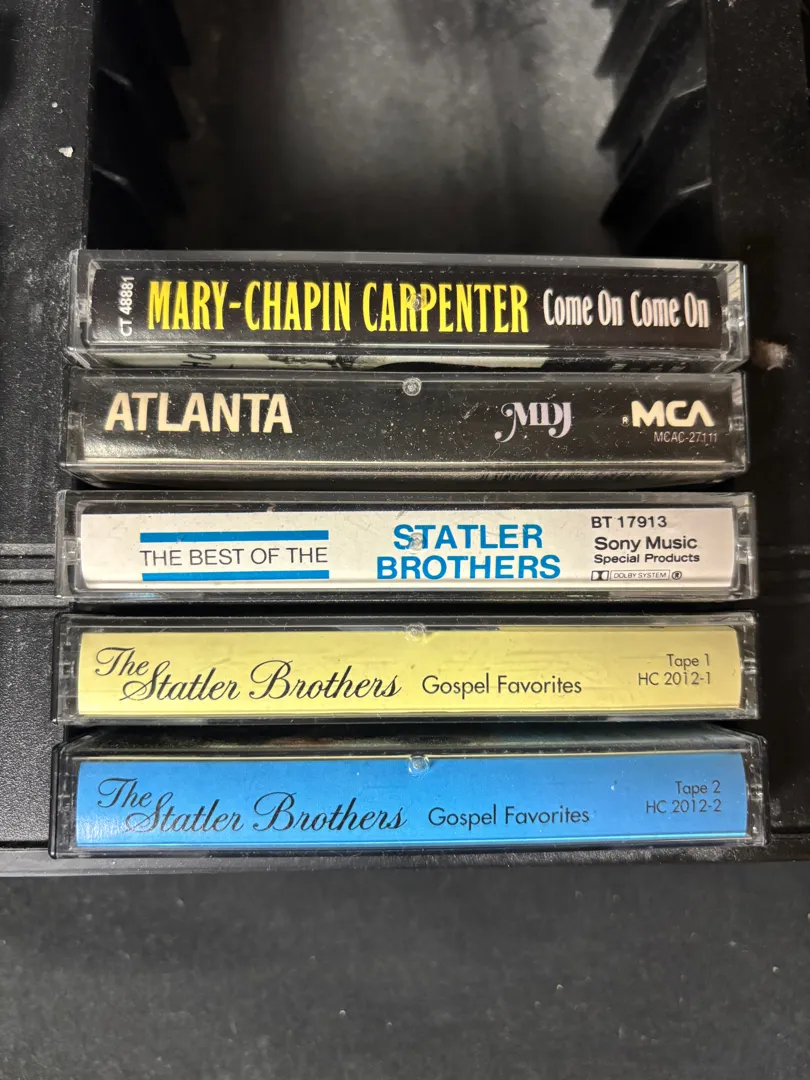 CT 48881
MARY-CHAPIN CARPENTER Come On Come On
ATLANTA
MDJ
MCA
MCAC-27111
THE BEST OF THE
STATLER
BROTHERS
BT 17913
Sony Music
Special Products
DOLBY SYSTEM ®
The
Statler Brothers Gospel Favorites
Tape 1
HC 2012-1
The
Statler Brothers Gospel Favorites
Tape 2
HC 2012-2